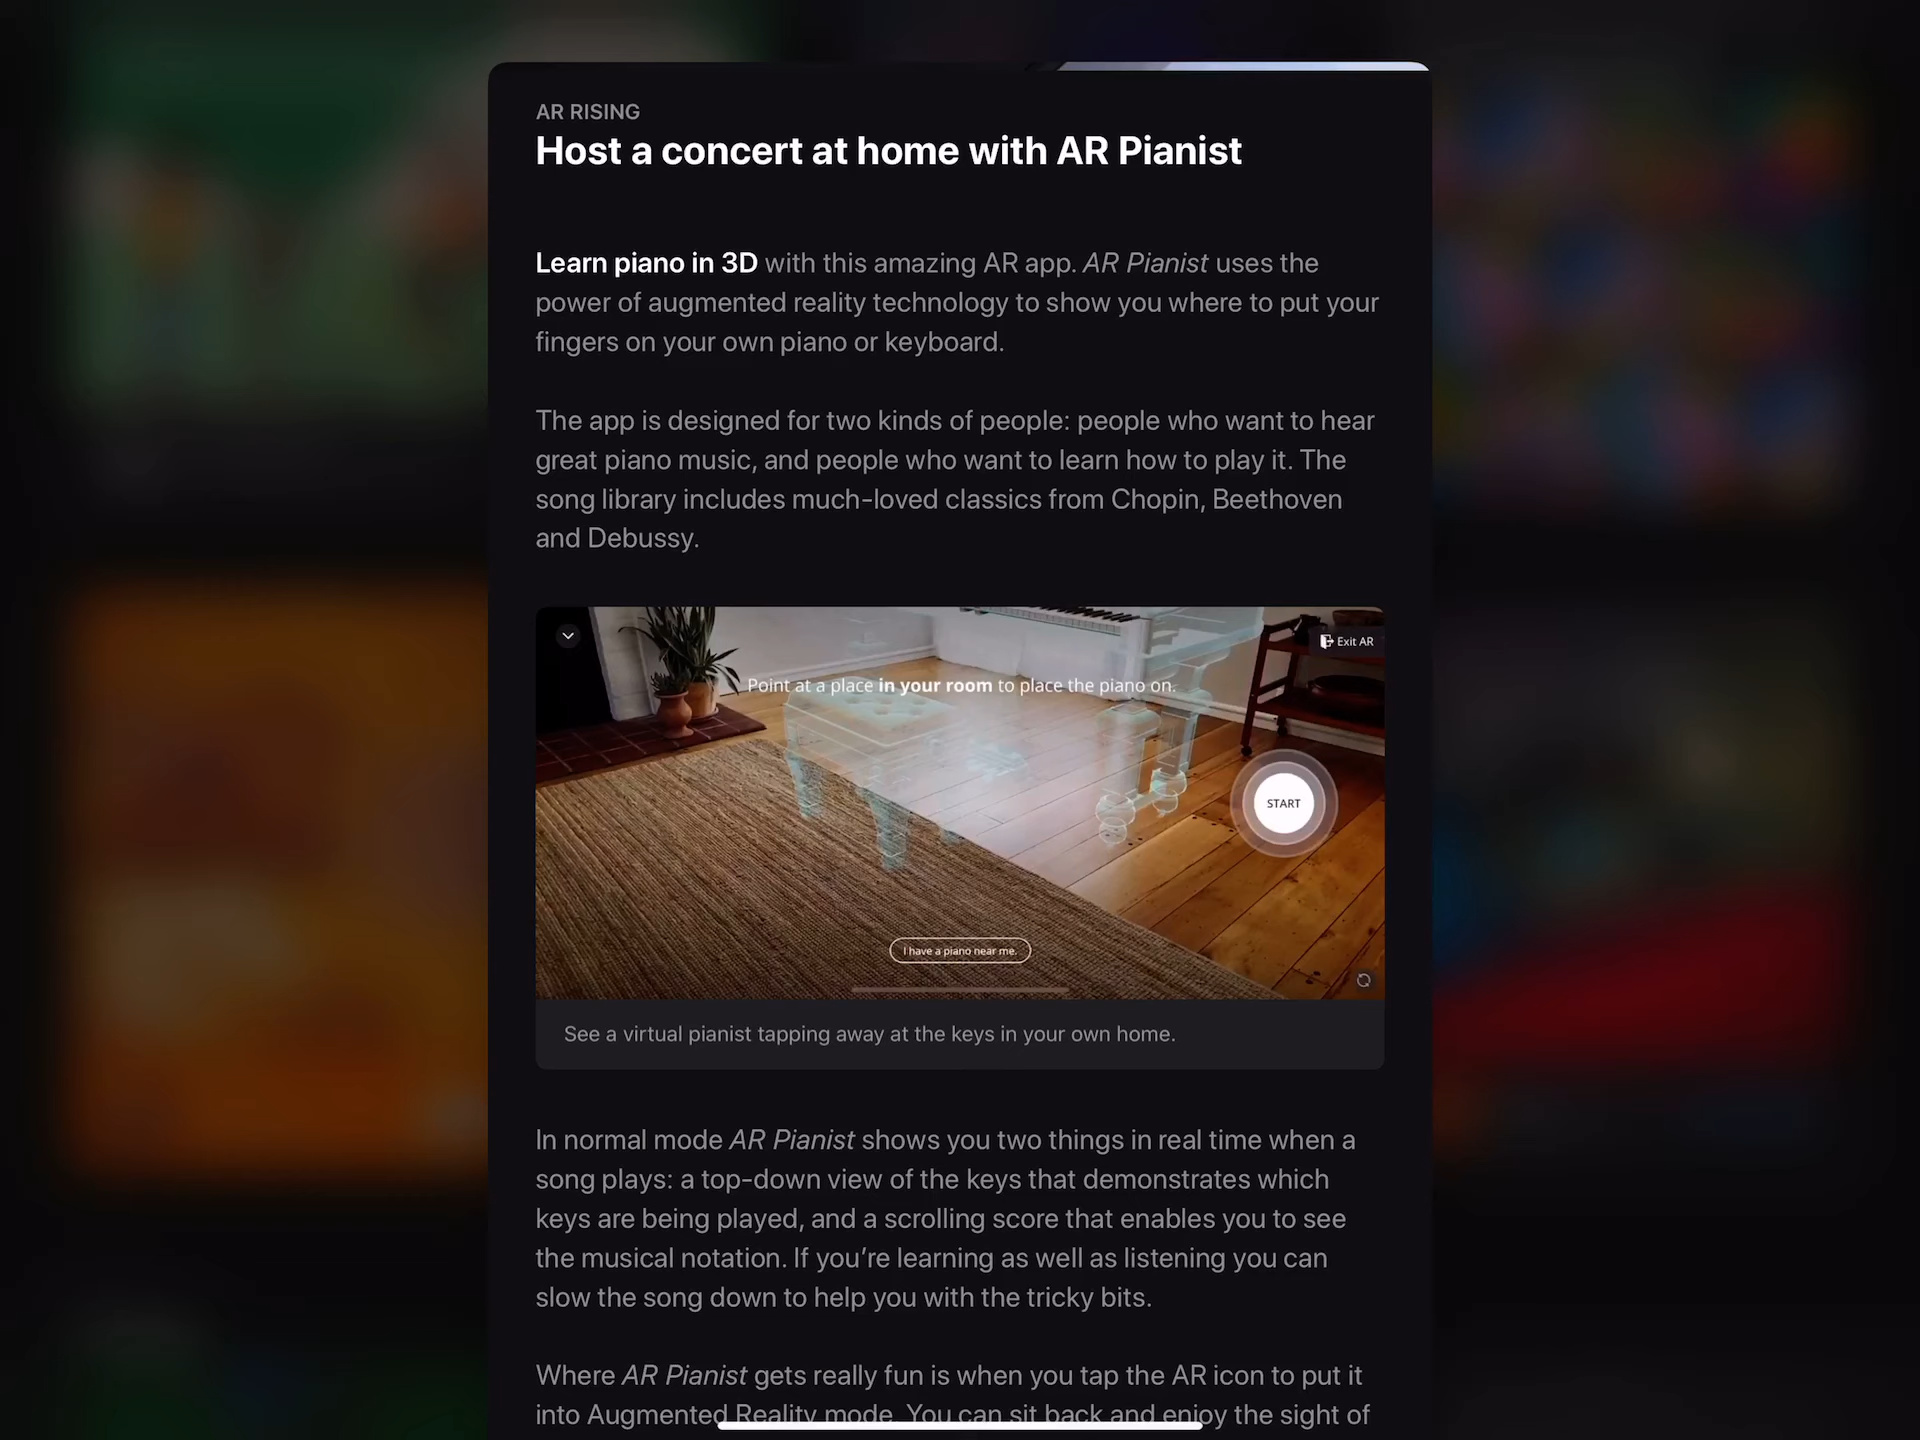 AR RISING
Host a concert at home with AR Pianist
Learn piano in 3D with this amazing AR app. AR Pianist uses the
power of augmented reality technology to show you where to put your
fingers on your own piano or keyboard.
The app is designed for two kinds of people: people who want to hear
great piano music, and people who want to learn how to play it. The
song library includes much-loved classics from Chopin, Beethoven
and Debussy.
Exit AR
Point at a place in your room to place the piano on.
START
I have a piano near me.
See a virtual pianist tapping away at the keys in your own home.
In normal mode AR Pianist shows you two things in real time when a
song plays: a top-down view of the keys that demonstrates which
keys are being played, and a scrolling score that enables you to see
the musical notation. If you’re learning as well as listening you can
slow the song down to help you with the tricky bits.
Where AR Pianist gets really fun is when you tap the AR icon to put it
into Augmented Reality mode. You can sit back and enjoy the sight of